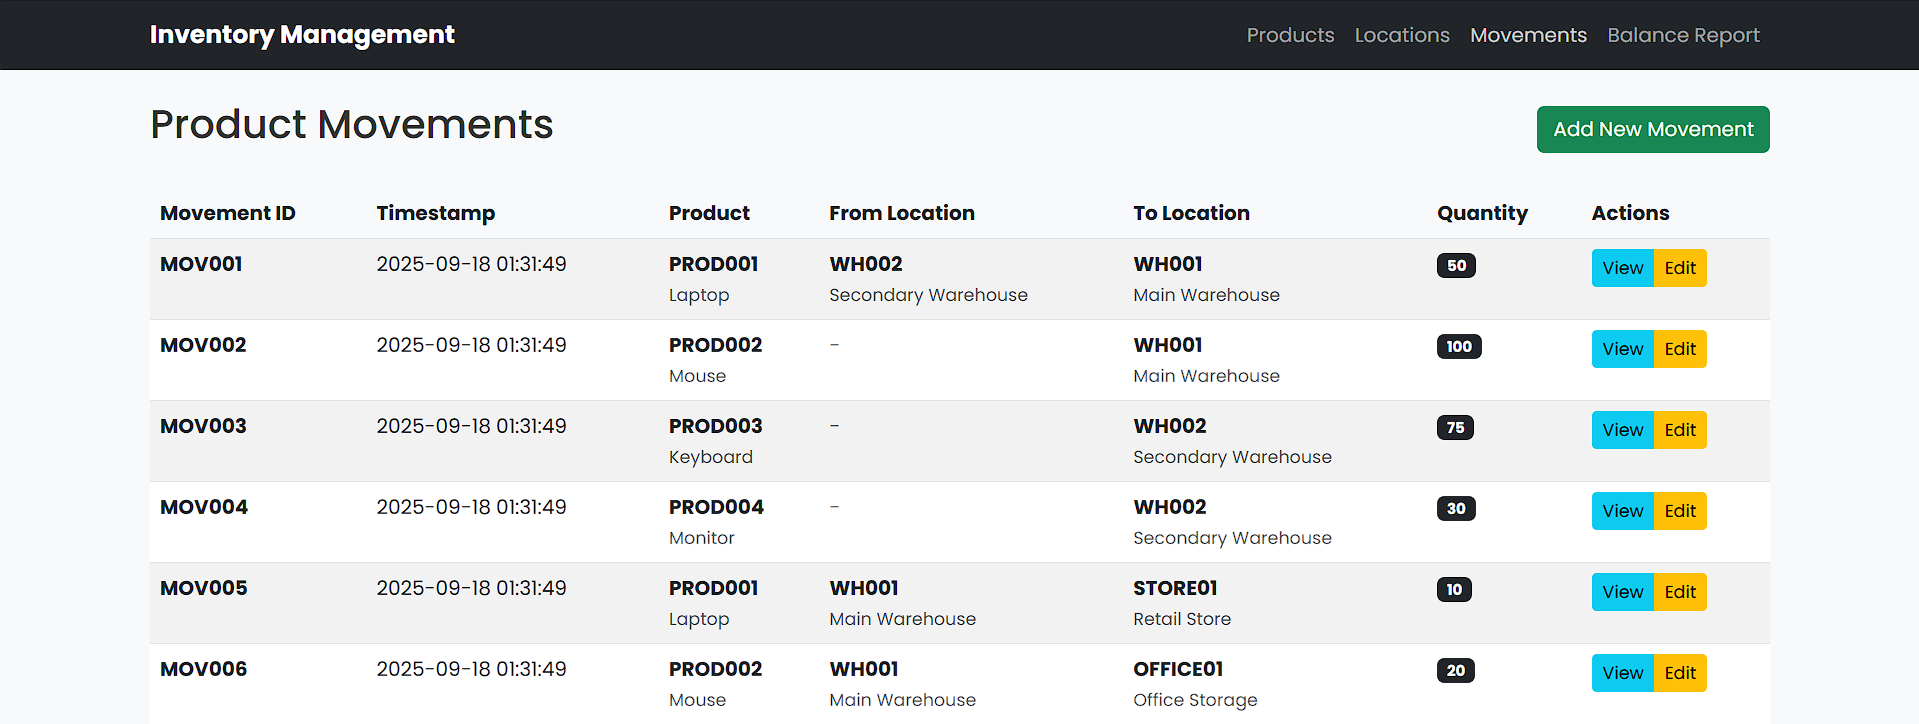 Inventory Management Products Locations Movements Balance Report
Product Movements Add New Movement
Movement ID Timestamp Product From Location To Location Quantity Actions
MOV001 2025-09-18 01:31:49 PROD001 WH002 WH001 50 View Edit
Laptop Secondary Warehouse Main Warehouse
MOV002 2025-09-18 01:31:49 PROD002 - WH001 100 View Edit
Mouse Main Warehouse
MOV003 2025-09-18 01:31:49 PROD003 - WH002 75 View Edit
Keyboard Secondary Warehouse
MOV004 2025-09-18 01:31:49 PROD004 - WH002 30 View Edit
Monitor Secondary Warehouse
MOV005 2025-09-18 01:31:49 PROD001 WH001 STORE01 10 View Edit
Laptop Main Warehouse Retail Store
MOV006 2025-09-18 01:31:49 PROD002 WH001 OFFICE01 20 View Edit
Mouse Main Warehouse Office Storage